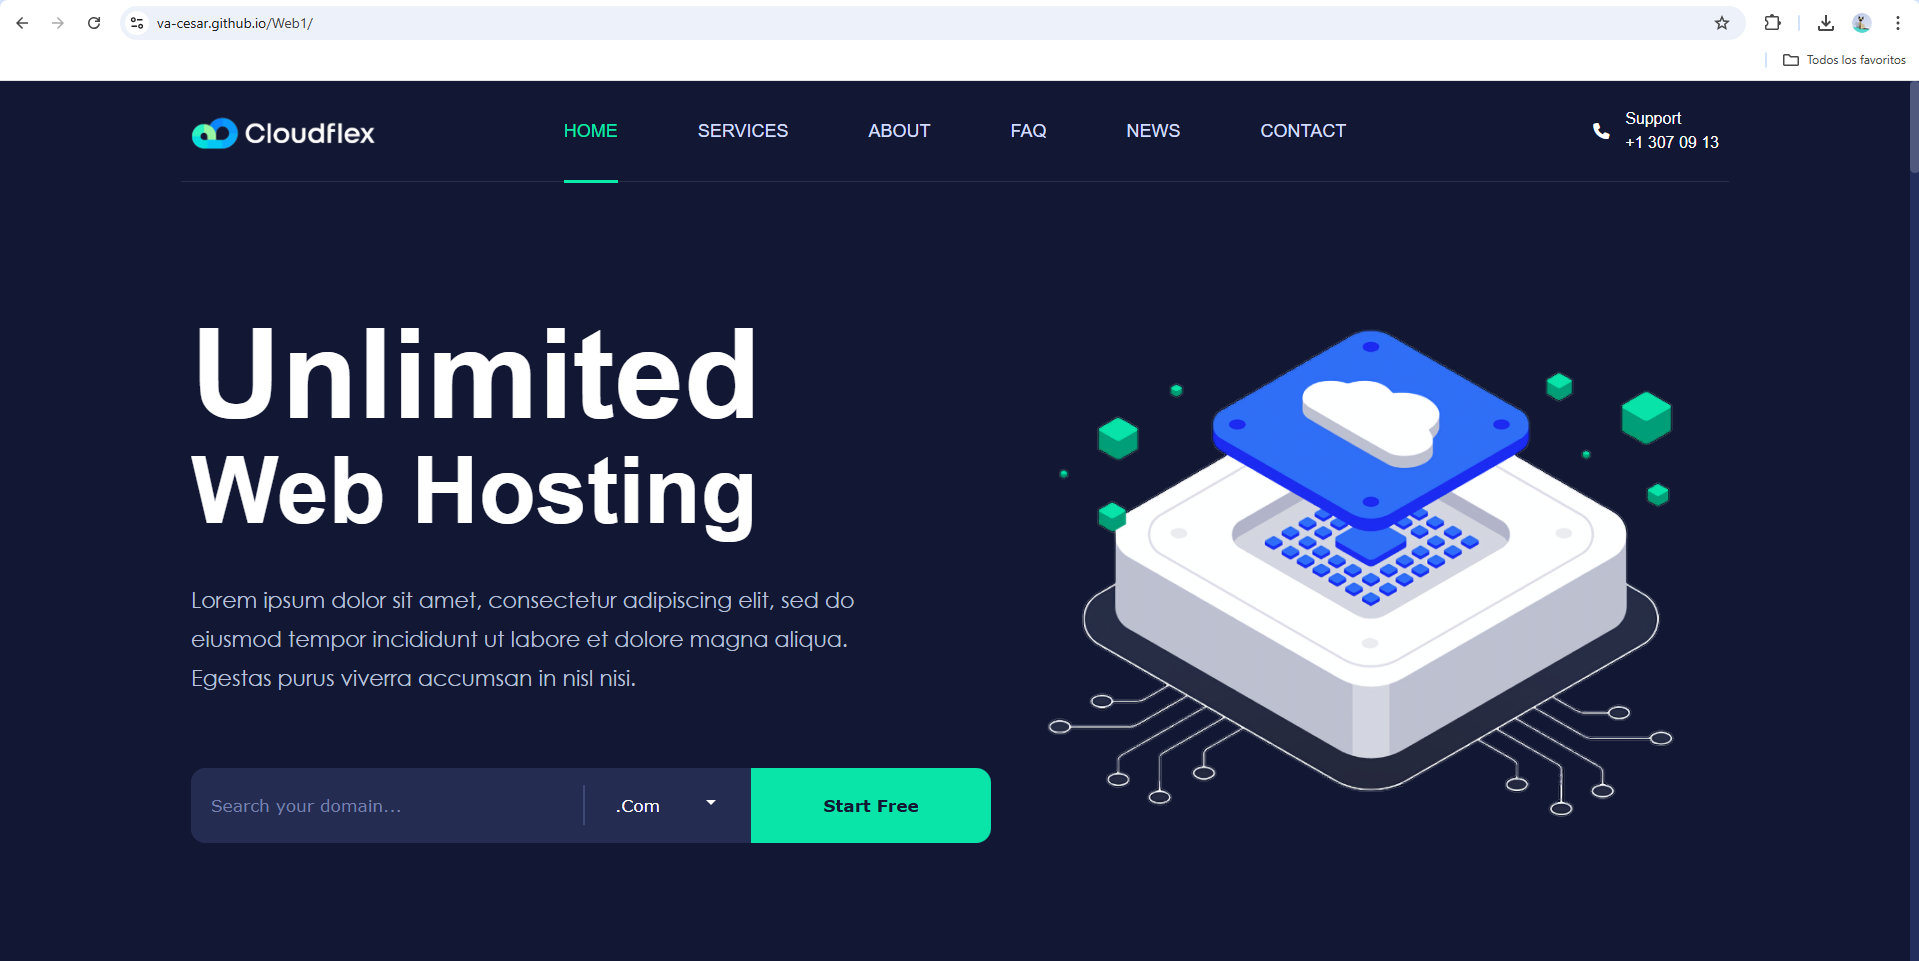 va-cesar.github.io/Web1/
Todos los favoritos
Cloudflex
HOME
SERVICES
ABOUT
FAQ
NEWS
CONTACT
Support
+1 307 09 13
Unlimited
Web Hosting
Lorem ipsum dolor sit amet, consectetur adipiscing elit, sed do
eiusmod tempor incididunt ut labore et dolore magna aliqua.
Egestas purus viverra accumsan in nisl nisi.
Search your domain...
.Com
Start Free